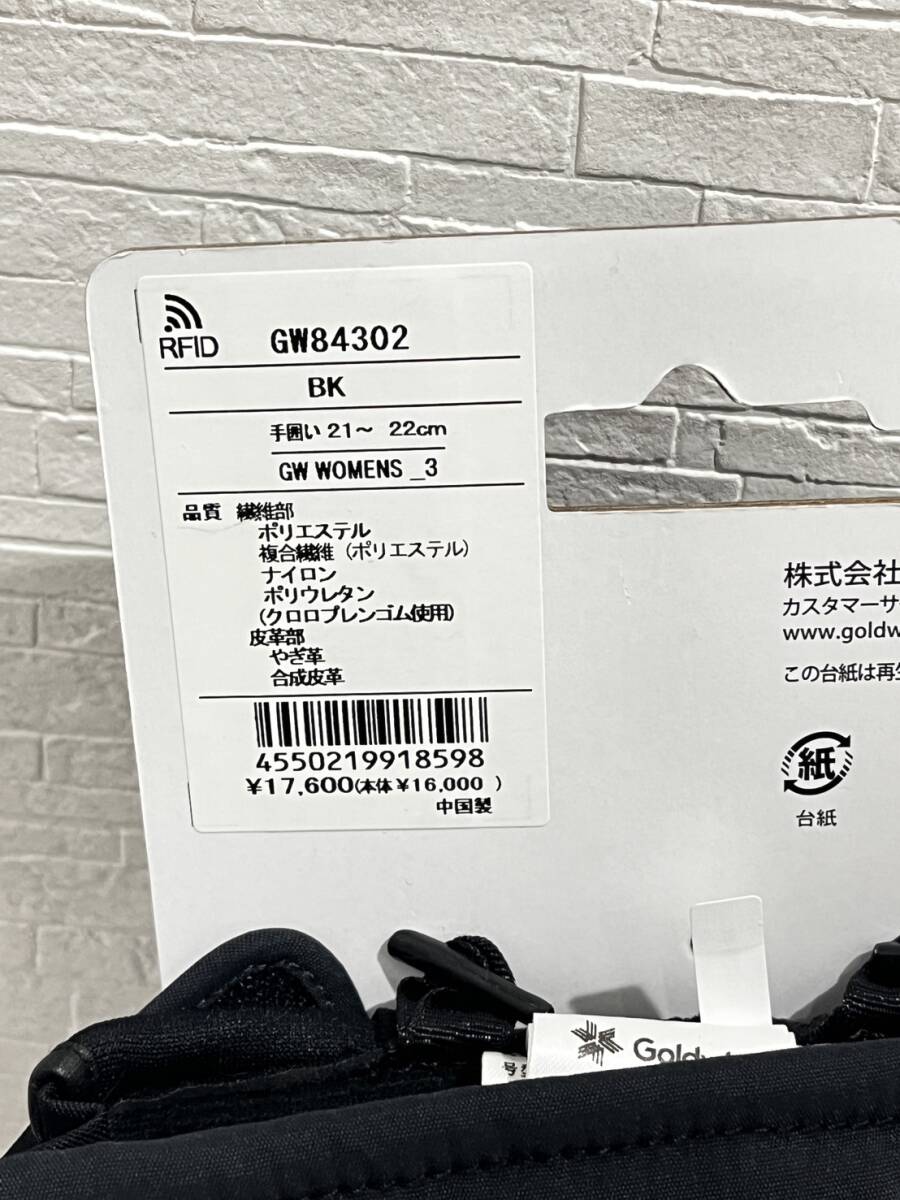 RFID GW84302
BK
手囲い 21～ 22cm
GW WOMENS _3
品質 繊維部
ポリエステル
複合繊維 (ポリエステル)
ナイロン
ポリウレタン
(クロロプレンゴム使用)
皮革部
やぎ革
合成皮革
4550219918598
¥17,600(本体¥16,000 )
中国製
株式会社
カスタマーサ
www.goldw
この台紙は再生
紙
台紙
Goldw
号